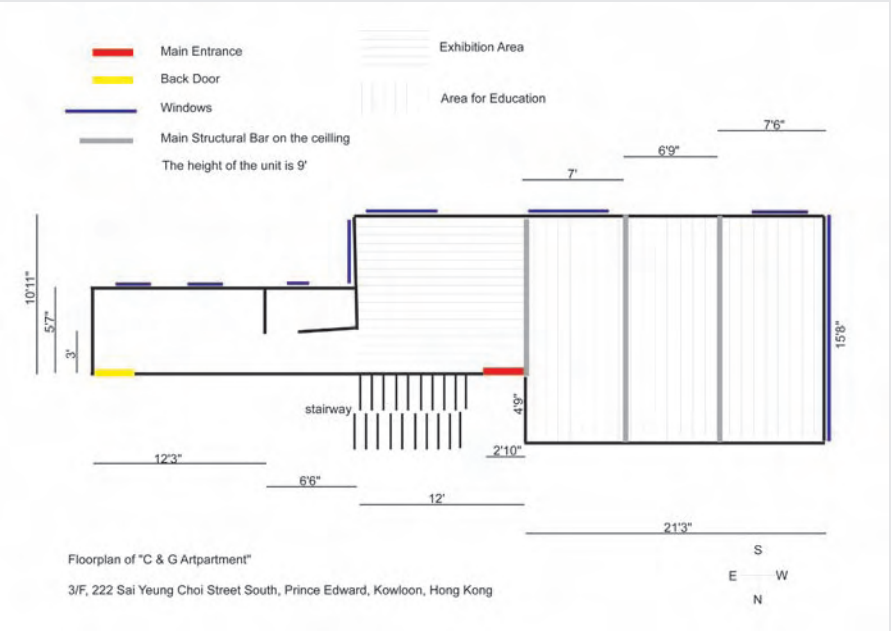 Main Entrance
Exhibition Area
Back Door
Area for Education
Windows
Main Structural Bar on the ceilling
The height of the unit is 9'
7'6"
6'9"
7'
10'11"
5'7"
3'
15'8"
stairway
4'9"
2'10"
12'3"
6'6"
12'
21'3"
Floorplan of "C & G Artpartment"
3/F, 222 Sai Yeung Choi Street South, Prince Edward, Kowloon, Hong Kong
S
E W
N